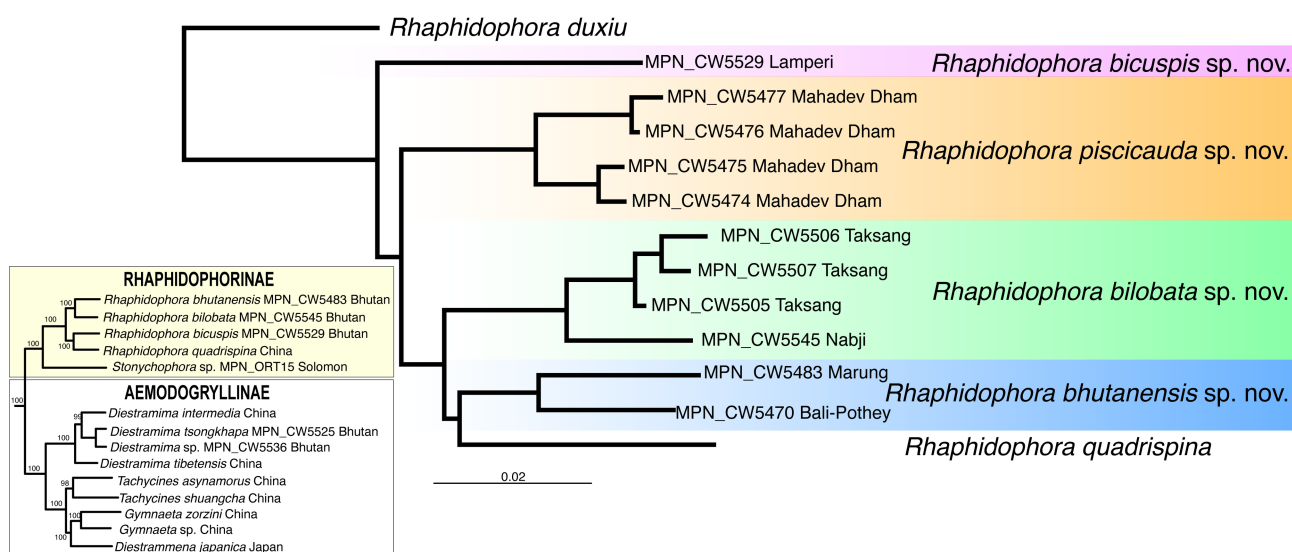 Rhaphidophora duxiu
MPN_CW5529 Lamperi
Rhaphidophora bicuspis sp. nov.
MPN_CW5477 Mahadev Dham
MPN_CW5476 Mahadev Dham
Rhaphidophora piscicauda sp. nov.
MPN_CW5475 Mahadev Dham
MPN_CW5474 Mahadev Dham
MPN_CW5506 Taksang
MPN_CW5507 Taksang
Rhaphidophora bilobata sp. nov.
MPN_CW5505 Taksang
MPN_CW5545 Nabji
MPN_CW5483 Marung
Rhaphidophora bhutanensis sp. nov.
MPN_CW5470 Bali-Pothey
Rhaphidophora quadrispina
0.02
RHAPHIDOPHORINAE
100
Rhaphidophora bhutanensis MPN_CW5483 Bhutan
100
Rhaphidophora bilobata MPN_CW5545 Bhutan
100
Rhaphidophora bicuspis MPN_CW5529 Bhutan
100
100
Rhaphidophora quadrispina China
Stonychophora sp. MPN_ORT15 Solomon
AEMODOGRYLLINAE
100
Diestramima intermedia China
99
Diestramima tsongkhapa MPN_CW5525 Bhutan
100
Diestramima sp. MPN_CW5536 Bhutan
Diestramima tibetensis China
100
Tachycines asynamorus China
98
Tachycines shuangcha China
100
Gymnaeta zorzini China
100
Gymnaeta sp. China
100
Diestrammena japanica Japan